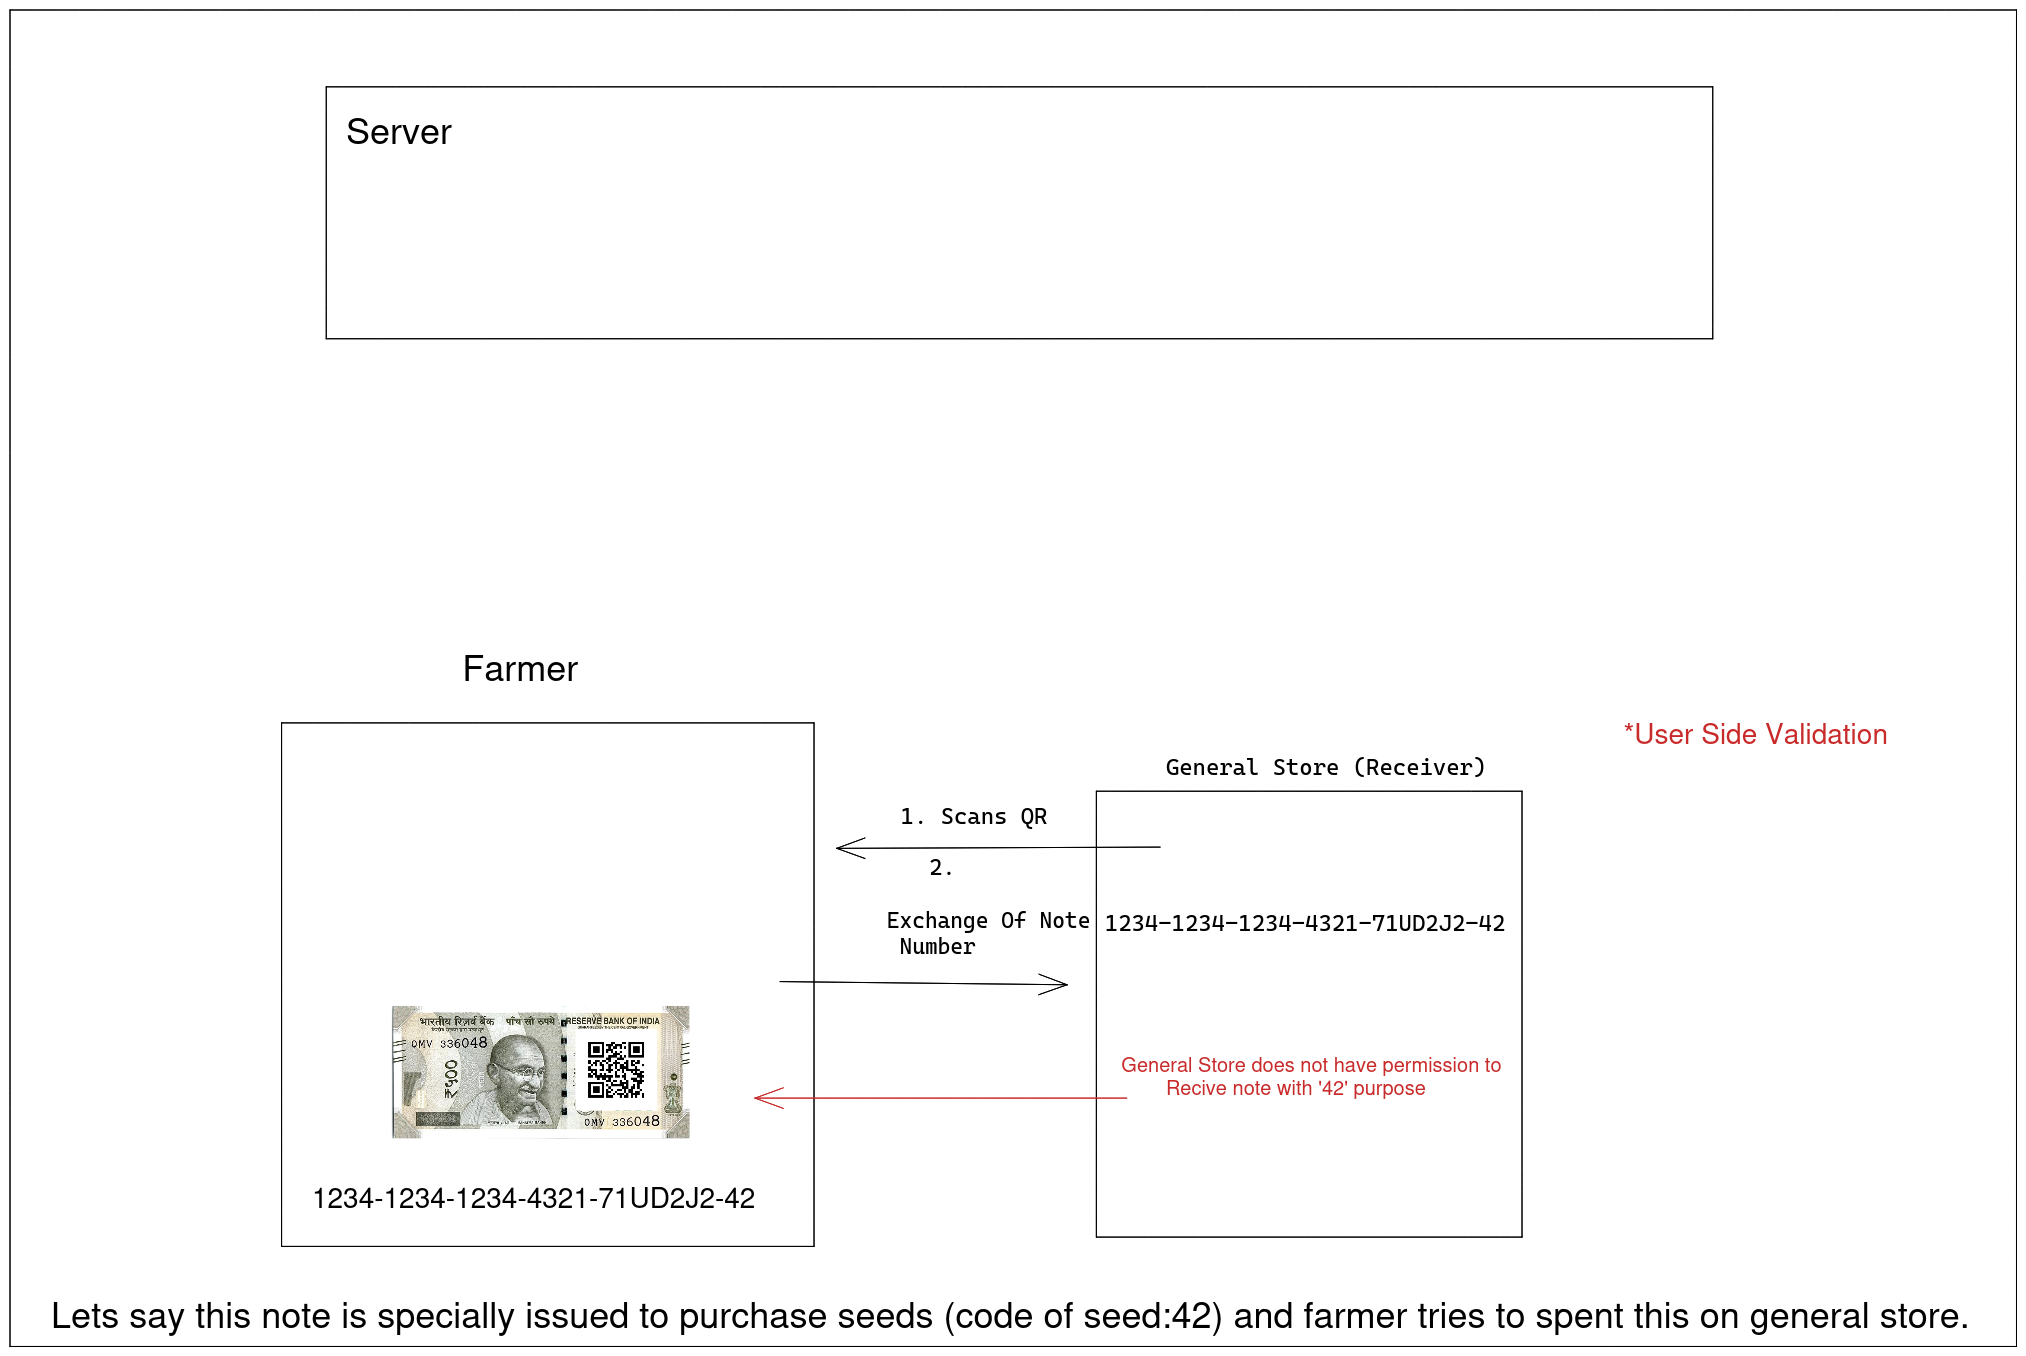 Server
Farmer
*User Side Validation
General Store (Receiver)
1. Scans QR
2.
Exchange Of Note
Number
1234-1234-1234-4321-71UD2J2-42
भारतीय रिज़र्व बैंक पाँच सौ रुपये RESERVE BANK OF INDIA
0MV 336048
₹५00
0MV 336048
General Store does not have permission to
Recive note with '42' purpose
1234-1234-1234-4321-71UD2J2-42
Lets say this note is specially issued to purchase seeds (code of seed:42) and farmer tries to spent this on general store.